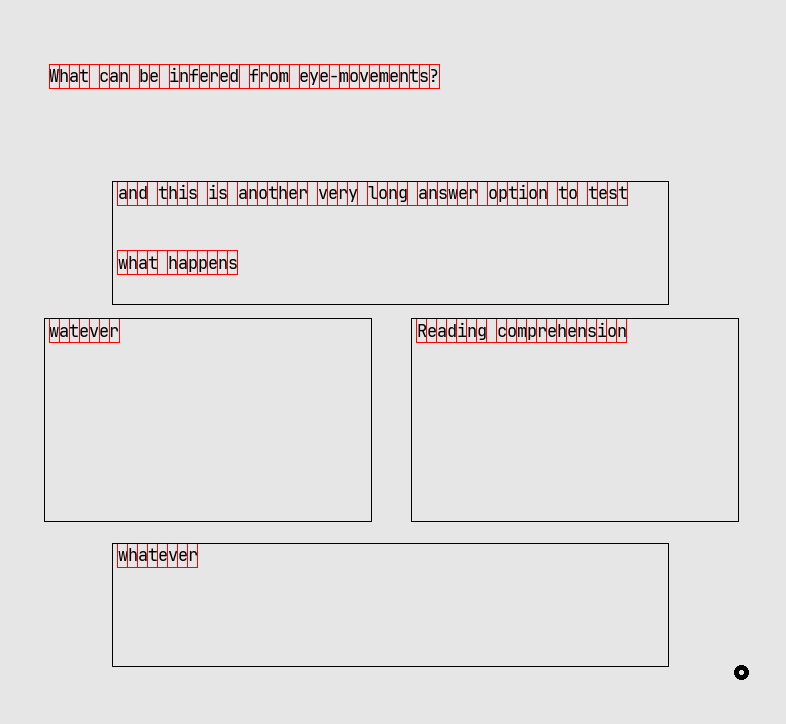 What can be infered from eye-movements?
and this is another very long answer option to test
what happens
watever
Reading comprehension
whatever